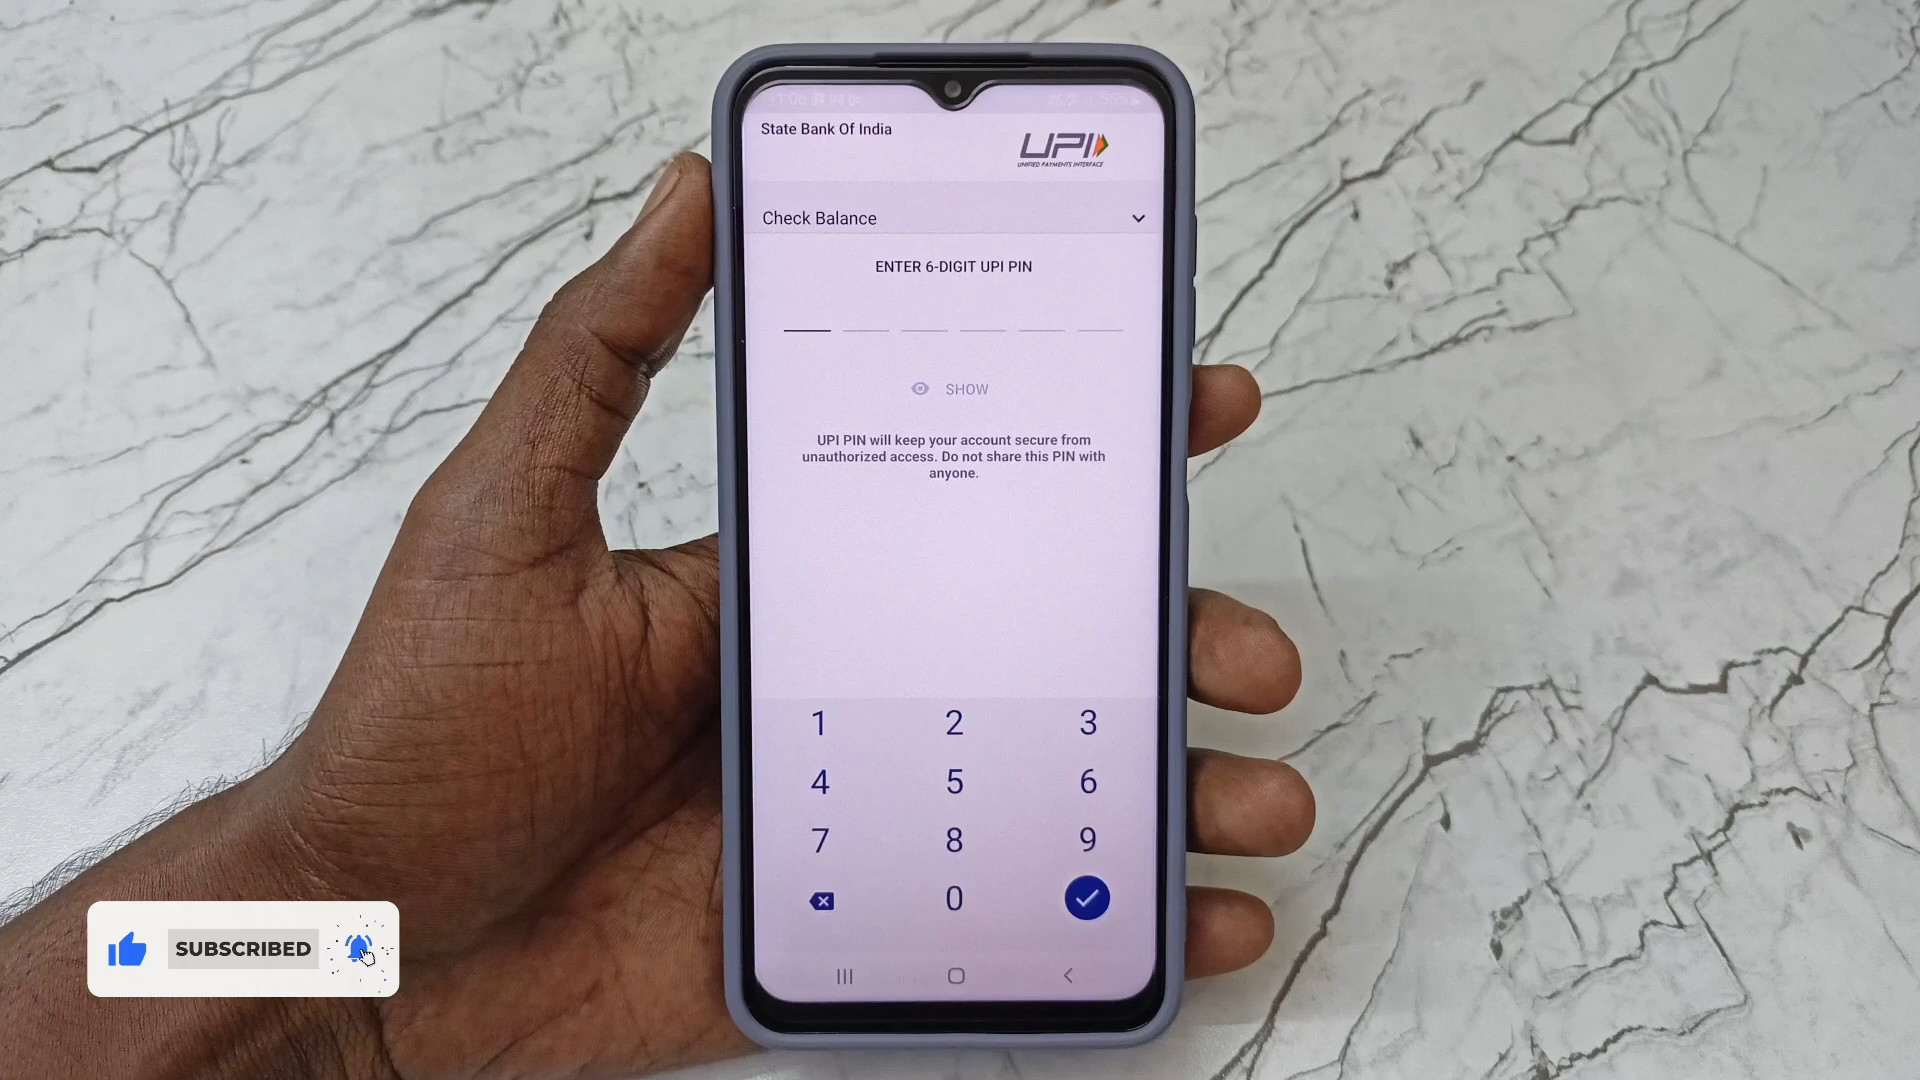 State Bank Of India
UPI
UNIFIED PAYMENTS INTERFACE
Check Balance
ENTER 6-DIGIT UPI PIN
SHOW
UPI PIN will keep your account secure from
unauthorized access. Do not share this PIN with
anyone.
1 2 3
4 5 6
7 8 9
0
SUBSCRIBED